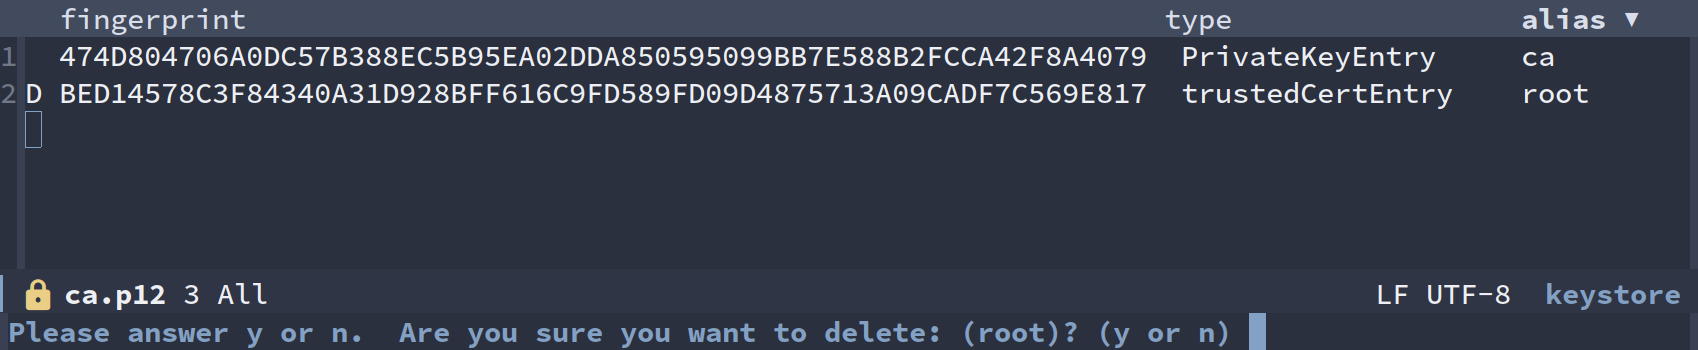 fingerprint type alias ▼
1 474D804706A0DC57B388EC5B95EA02DDA850595099BB7E588B2FCCA42F8A4079 PrivateKeyEntry ca
2 D BED14578C3F84340A31D928BFF616C9FD589FD09D4875713A09CADF7C569E817 trustedCertEntry root
ca.p12 3 All LF UTF-8 keystore
Please answer y or n. Are you sure you want to delete: (root)? (y or n)